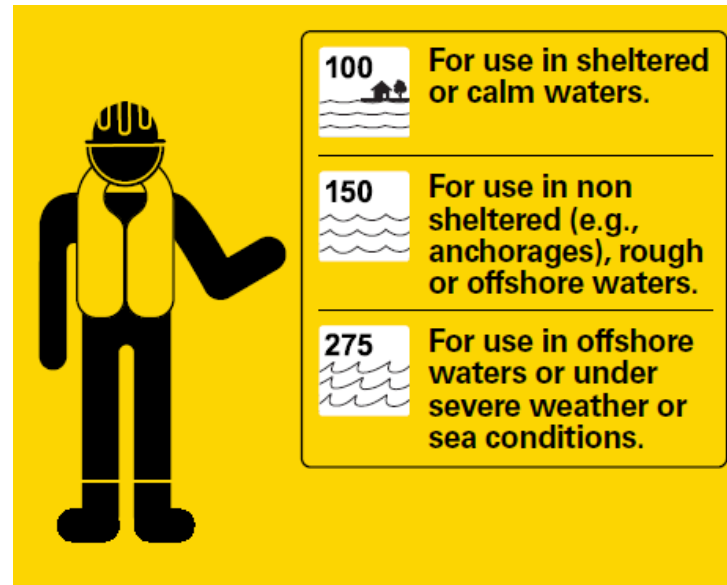 100
For use in sheltered
or calm waters.
150
For use in non
sheltered (e.g.,
anchorages), rough
or offshore waters.
275
For use in offshore
waters or under
severe weather or
sea conditions.